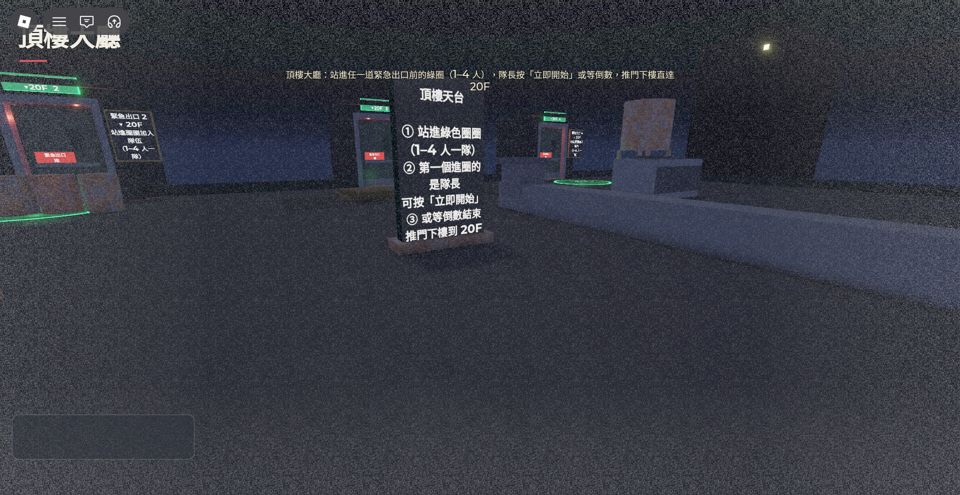 頂樓大廳
頂樓大廳：站進任一道緊急出口前的綠圈（1–4 人），隊長按「立即開始」或等倒數，推門下樓直達
20F
▼20F 2
緊急出口 2
▼ 20F
站進圈圈加入
隊伍
（1–4 人一
隊）
緊急出口
頂樓天台
① 站進綠色圈圈
（1–4 人一隊）
② 第一個進圈的
是隊長
可按「立即開始」
③ 或等倒數結束
推門下樓到 20F